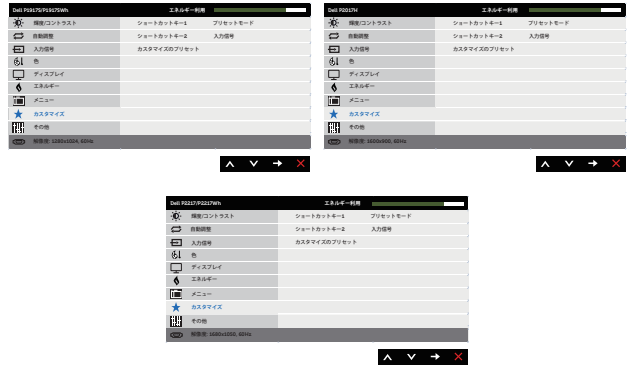 Dell P1917S/P1917SWh エネルギー利用
輝度/コントラスト ショートカットキー1 プリセットモード
自動調整 ショートカットキー2 入力信号
入力信号 カスタマイズのリセット
色
ディスプレイ
エネルギー
メニュー
カスタマイズ
その他
解像度: 1280x1024, 60Hz
Dell P2017H エネルギー利用
輝度/コントラスト ショートカットキー1 プリセットモード
自動調整 ショートカットキー2 入力信号
入力信号 カスタマイズのプリセット
色
ディスプレイ
エネルギー
メニュー
カスタマイズ
その他
解像度: 1600x900, 60Hz
Dell P2217/P2217Wh エネルギー利用
輝度/コントラスト ショートカットキー1 プリセットモード
自動調整 ショートカットキー2 入力信号
入力信号 カスタマイズのプリセット
色
ディスプレイ
エネルギー
メニュー
カスタマイズ
その他
解像度: 1680x1050, 60Hz